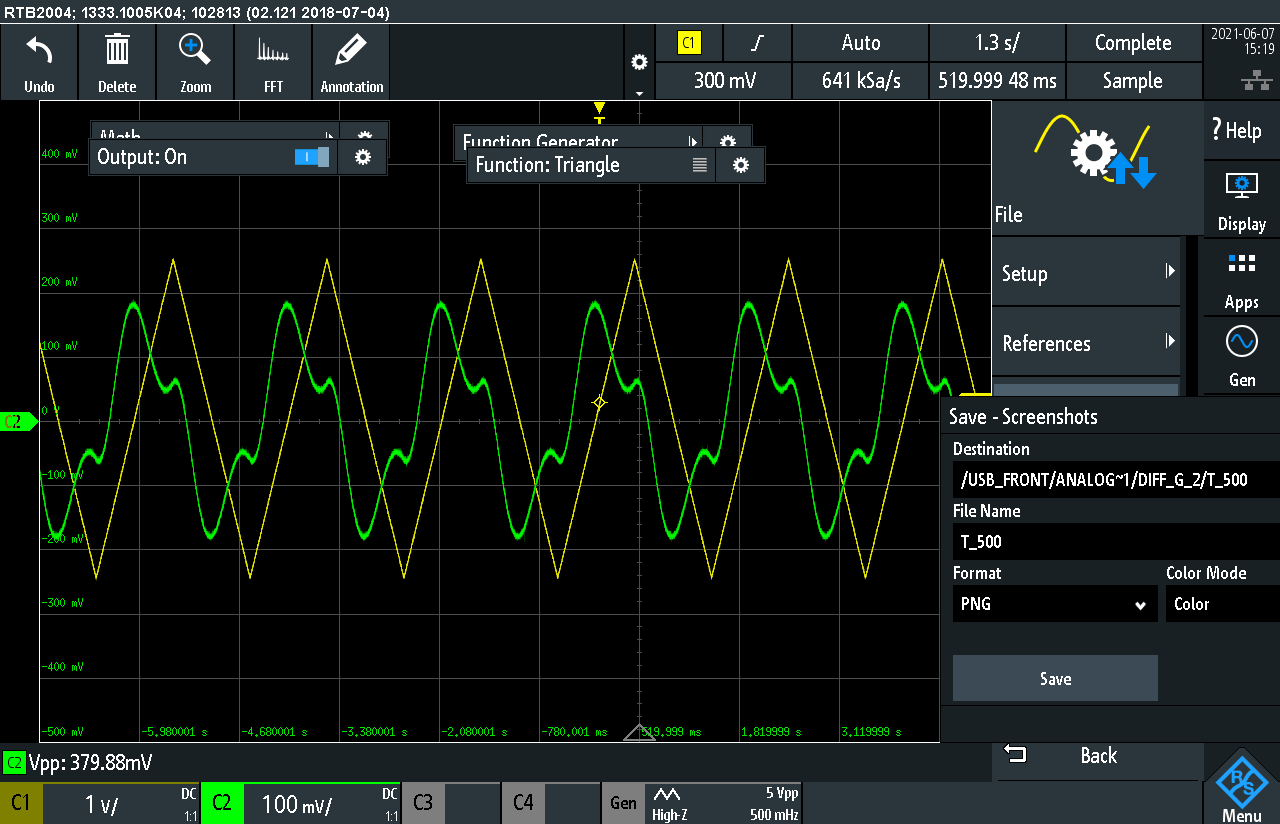 RTB2004; 1333.1005K04; 102813 (02.121 2018-07-04)
Undo
Delete
Zoom
FFT
Annotation
C1
Auto
1.3 s/
Complete
300 mV
641 kSa/s
519.999 48 ms
Sample
2021-06-07
15:19
Math
Output: On
Function Generator
Function: Triangle
T
400 mV
300 mV
200 mV
100 mV
0 V
-100 mV
-200 mV
-300 mV
-400 mV
-500 mV
C2
-5,980001 s
-4,680001 s
-3,380001 s
-2,080001 s
-780,001 ms
519,999 ms
1,819999 s
3,119999 s
File
Setup
References
? Help
Display
Apps
Gen
Save - Screenshots
Destination
/USB_FRONT/ANALOG~1/DIFF_G_2/T_500
File Name
T_500
Format
Color Mode
PNG
Color
Save
Back
C2 Vpp: 379.88mV
C1
1 V/
DC
1:1
C2
100 mV/
DC
1:1
C3
C4
Gen
High-Z
5 Vpp
500 mHz
R&S
Menu